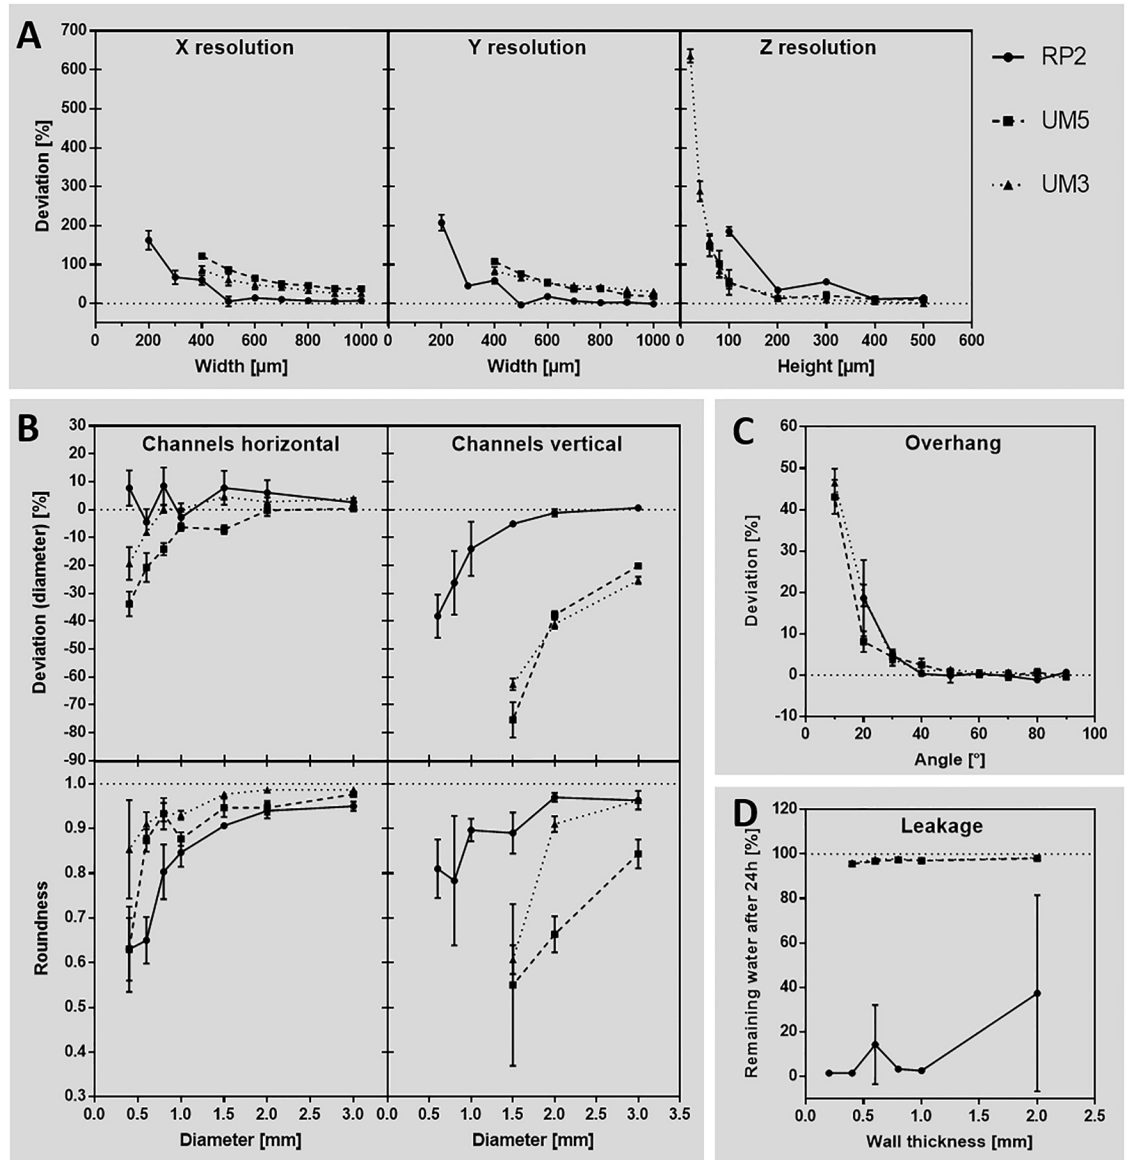 A
X resolution
Y resolution
Z resolution
Deviation [%]
700
600
500
400
300
200
100
0
0 200 400 600 800 1000
0 200 400 600 800 1000
0 100 200 300 400 500 600
Width [µm]
Width [µm]
Height [µm]
RP2
UM5
UM3
B
Channels horizontal
Channels vertical
Deviation (diameter) [%]
30
20
10
0
-10
-20
-30
-40
-50
-60
-70
-80
-90
Roundness
1.0
0.9
0.8
0.7
0.6
0.5
0.4
0.3
0.0 0.5 1.0 1.5 2.0 2.5 3.0
0.0 0.5 1.0 1.5 2.0 2.5 3.0 3.5
Diameter [mm]
Diameter [mm]
C
Overhang
Deviation [%]
60
50
40
30
20
10
0
-10
0 20 40 60 80 100
Angle [°]
D
Leakage
Remaining water after 24h [%]
120
100
80
60
40
20
0
0.0 0.5 1.0 1.5 2.0 2.5
Wall thickness [mm]